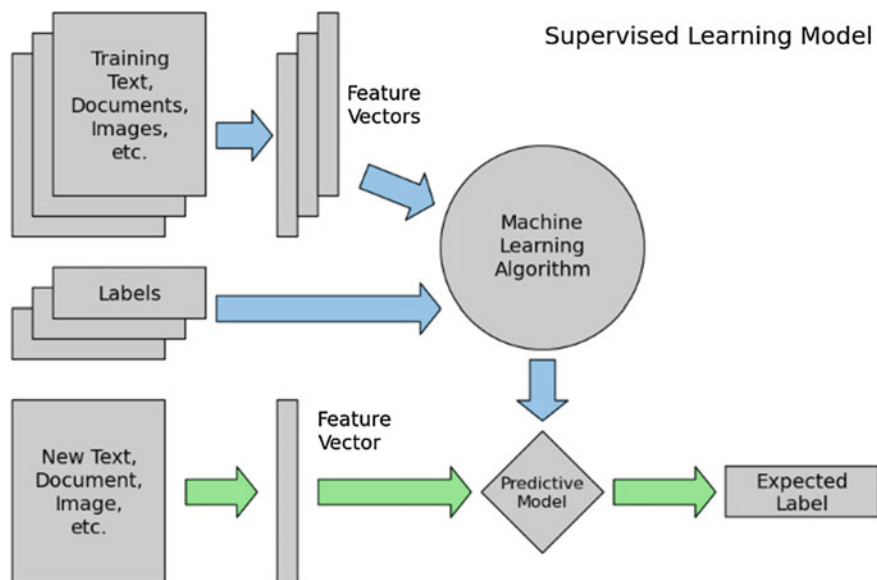 Supervised Learning Model
Training
Text,
Documents,
Images,
etc.
Feature
Vectors
Machine
Learning
Algorithm
Labels
New Text,
Document,
Image,
etc.
Feature
Vector
Predictive
Model
Expected
Label